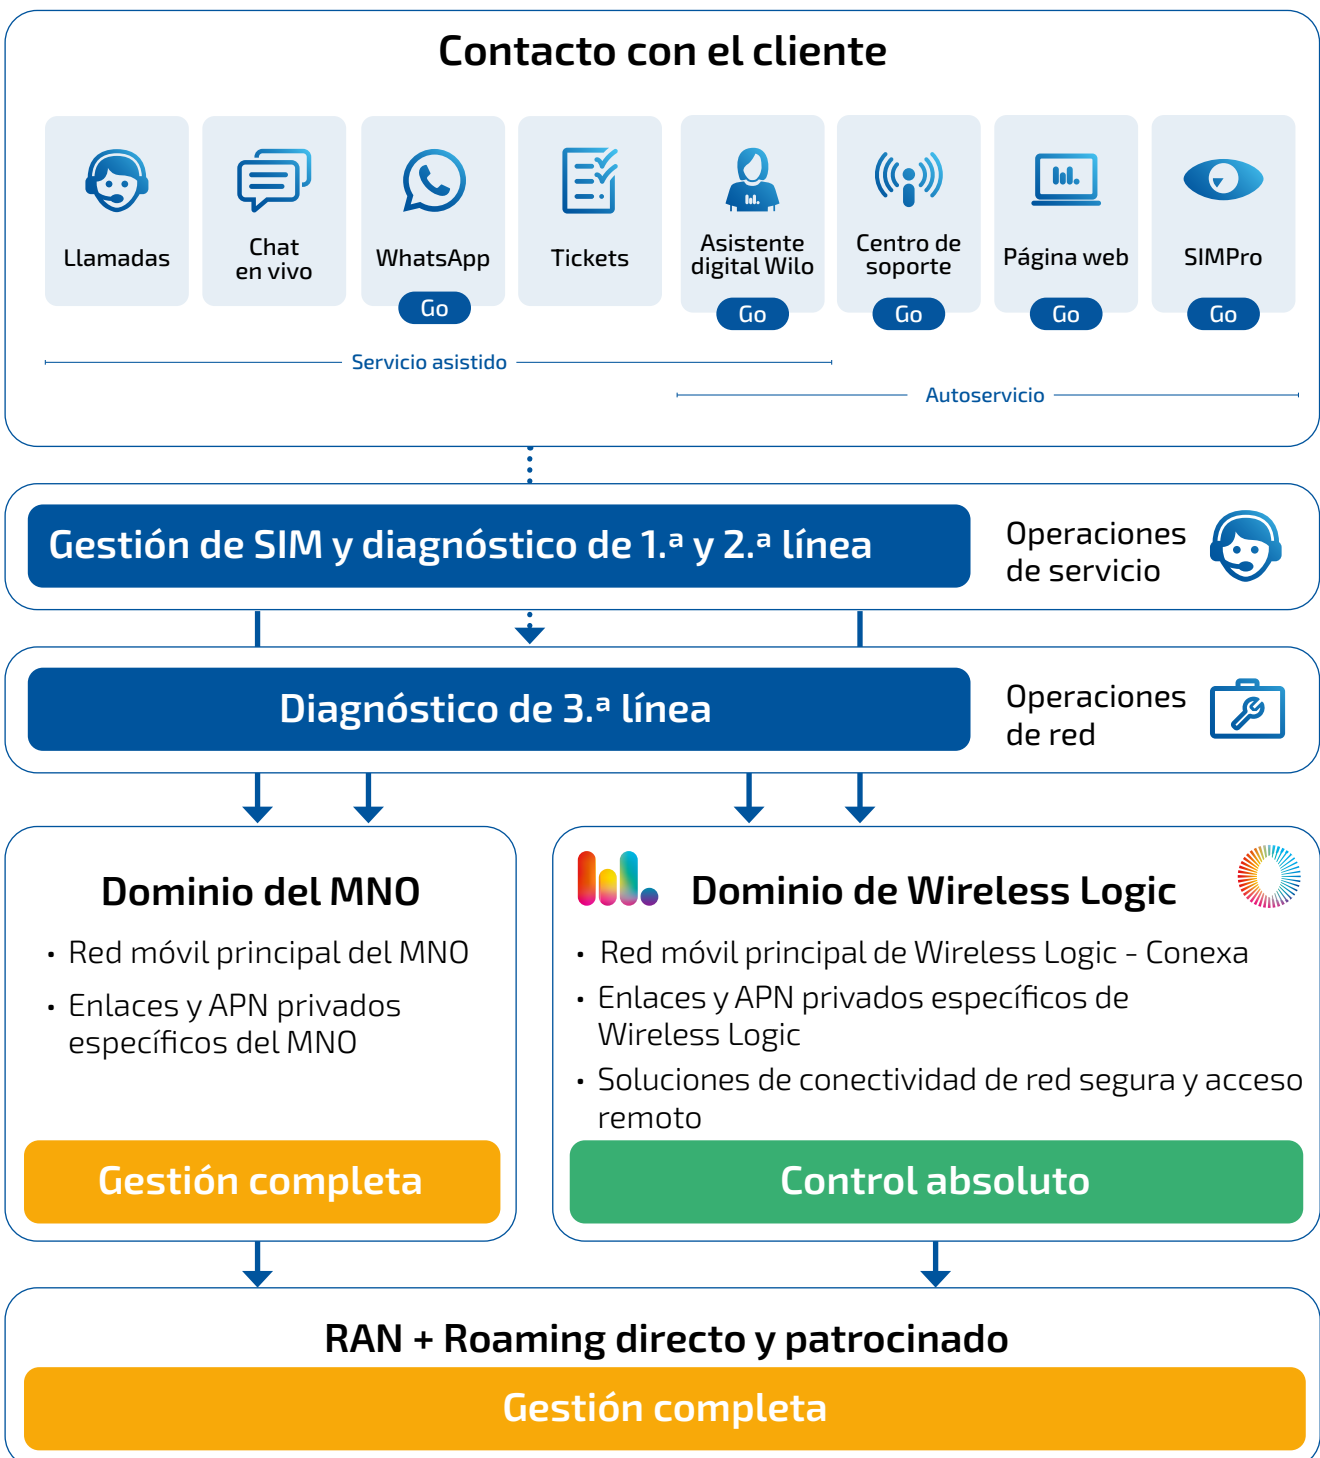 Contacto con el cliente
Llamadas
Chat
en vivo
WhatsApp
Go
Tickets
Asistente
digital Wilo
Go
Centro de
soporte
Go
Página web
Go
SIMPro
Go
Servicio asistido
Autoservicio
Gestión de SIM y diagnóstico de 1.ª y 2.ª línea
Operaciones
de servicio
Diagnóstico de 3.ª línea
Operaciones
de red
Dominio del MNO
• Red móvil principal del MNO
• Enlaces y APN privados
específicos del MNO
Gestión completa
Dominio de Wireless Logic
• Red móvil principal de Wireless Logic - Conexa
• Enlaces y APN privados específicos de
Wireless Logic
• Soluciones de conectividad de red segura y acceso
remoto
Control absoluto
RAN + Roaming directo y patrocinado
Gestión completa